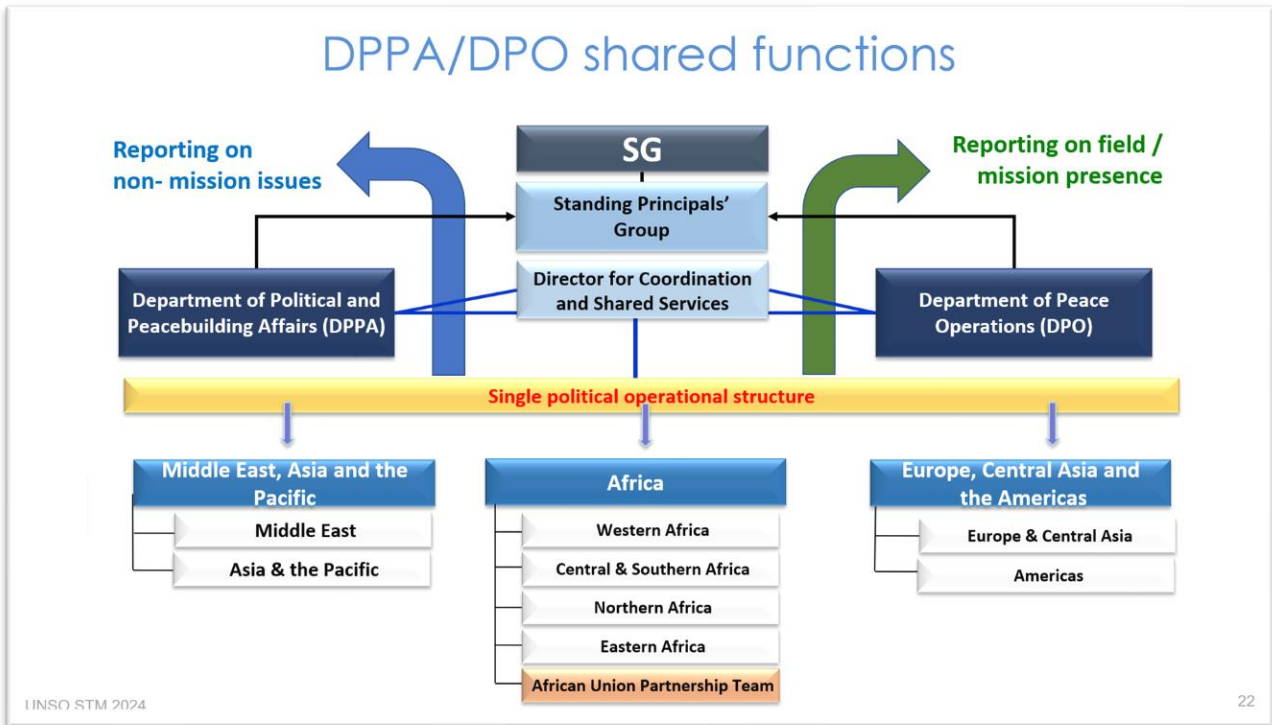 DPPA/DPO shared functions
Reporting on
non- mission issues
SG
Reporting on field /
mission presence
Standing Principals'
Group
Department of Political and
Peacebuilding Affairs (DPPA)
Director for Coordination
and Shared Services
Department of Peace
Operations (DPO)
Single political operational structure
Middle East, Asia and the
Pacific
Middle East
Asia & the Pacific
Africa
Western Africa
Central & Southern Africa
Northern Africa
Eastern Africa
African Union Partnership Team
Europe, Central Asia and
the Americas
Europe & Central Asia
Americas
UNSO STM 2024
22